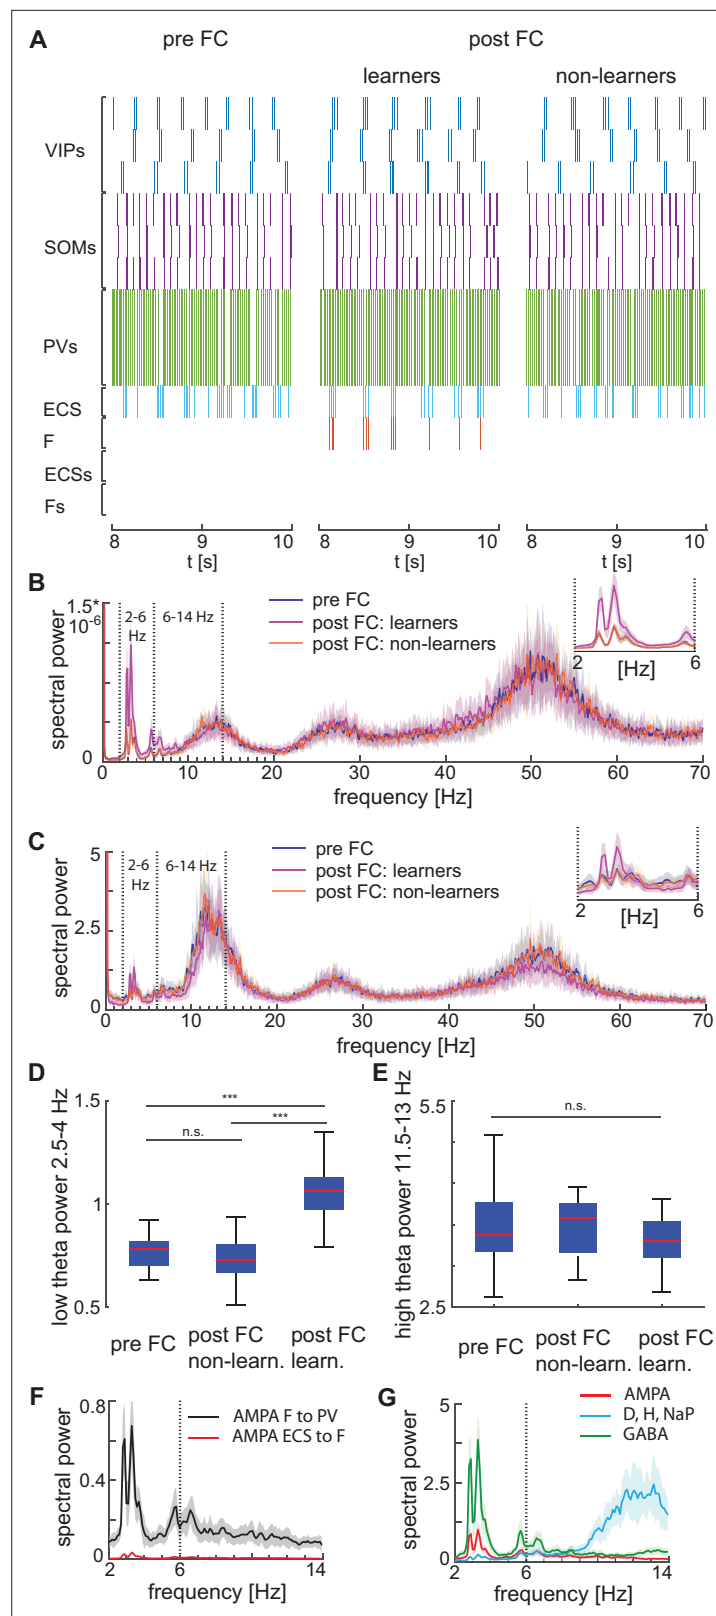 A
pre FC
post FC
learners
non-learners
VIPs
SOMs
PVs
ECS
F
ECSs
Fs
8 9 10 8 9 10 8 9 10
t [s] t [s] t [s]
B
spectral power
1.5*
10-6
0
2-6
Hz
6-14 Hz
pre FC
post FC: learners
post FC: non-learners
2 6
[Hz]
0 10 20 30 40 50 60 70
frequency [Hz]
C
spectral power
5
2.5
0
2-6
Hz
6-14 Hz
pre FC
post FC: learners
post FC: non-learners
2 6
[Hz]
0 10 20 30 40 50 60 70
frequency [Hz]
D
low theta power 2.5-4 Hz
1.5
1
0.5
***
n.s.
***
pre FC
post FC
non-learn.
post FC
learn.
E
high theta power 11.5-13 Hz
5.5
2.5
n.s.
pre FC
post FC
non-learn.
post FC
learn.
F
spectral power
0.8
0.4
0
AMPA F to PV
AMPA ECS to F
2 6 14
frequency [Hz]
G
spectral power
5
2.5
0
AMPA
D, H, NaP
GABA
2 6 14
frequency [Hz]